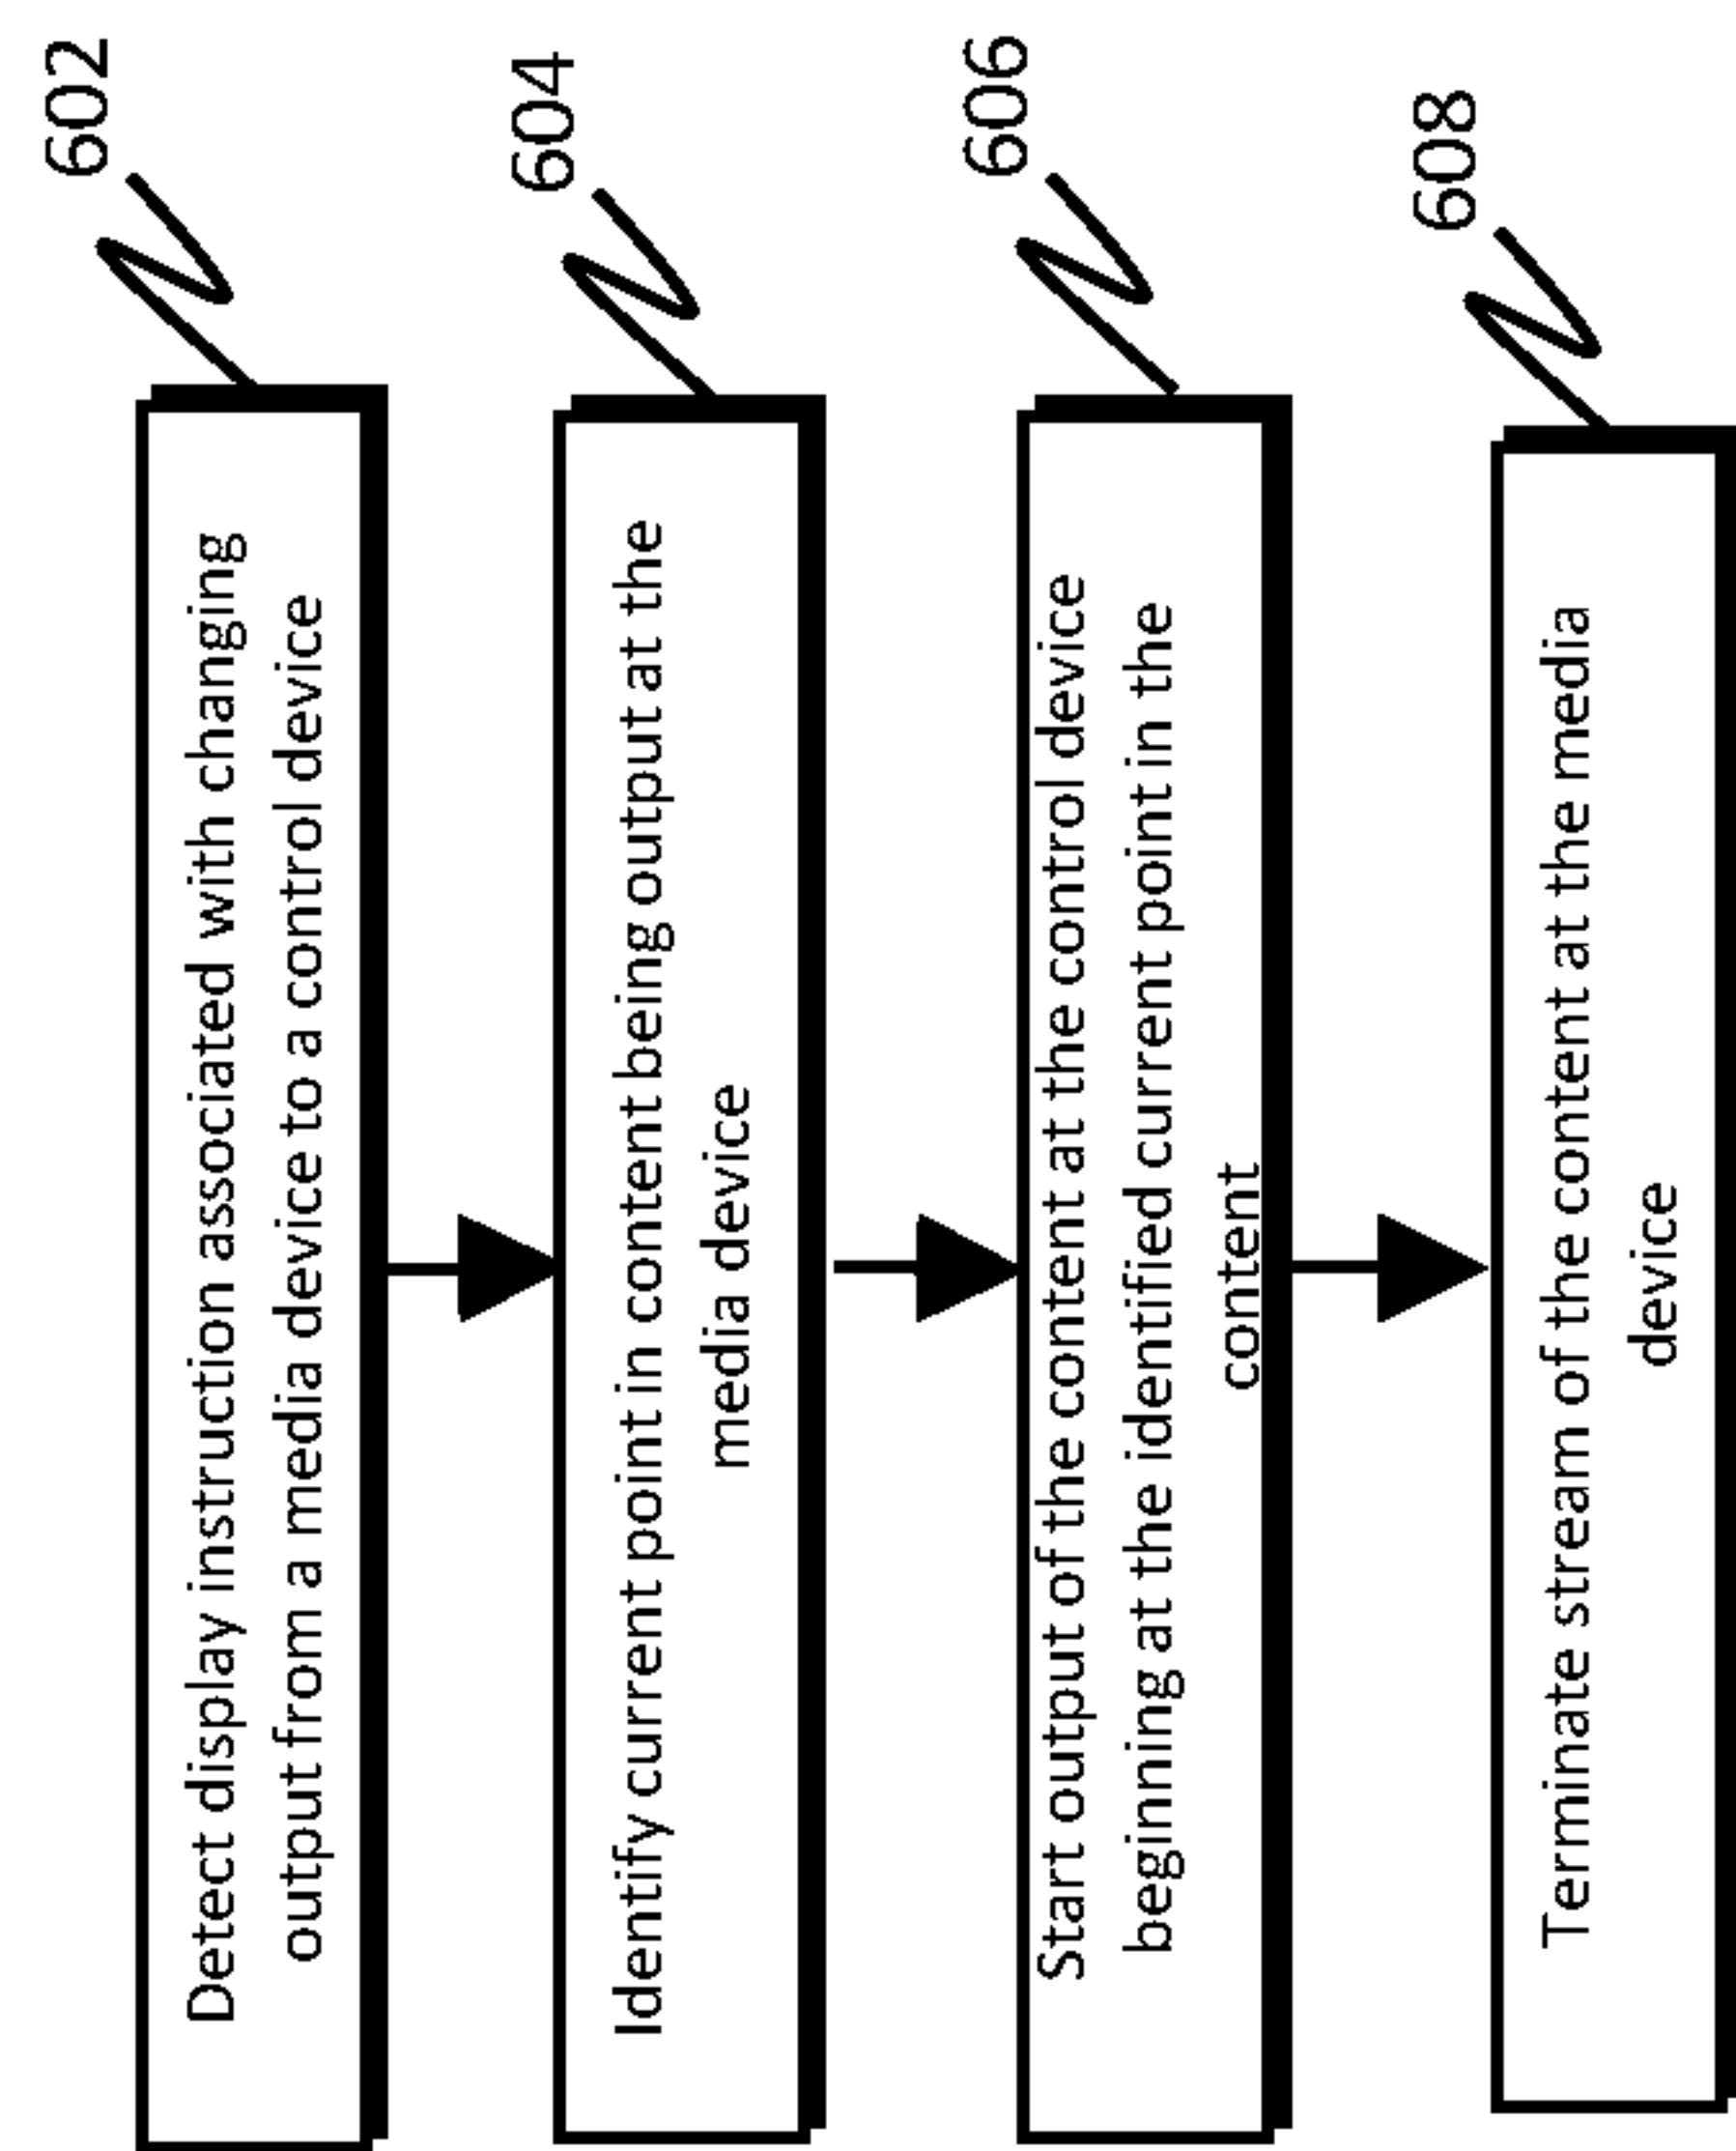 602
Detect display instruction associated with changing
output from a media device to a control device
604
Identify current point in content being output at the
media device
606
Start output of the content at the control device
beginning at the identified current point in the
content
608
Terminate stream of the content at the media
device